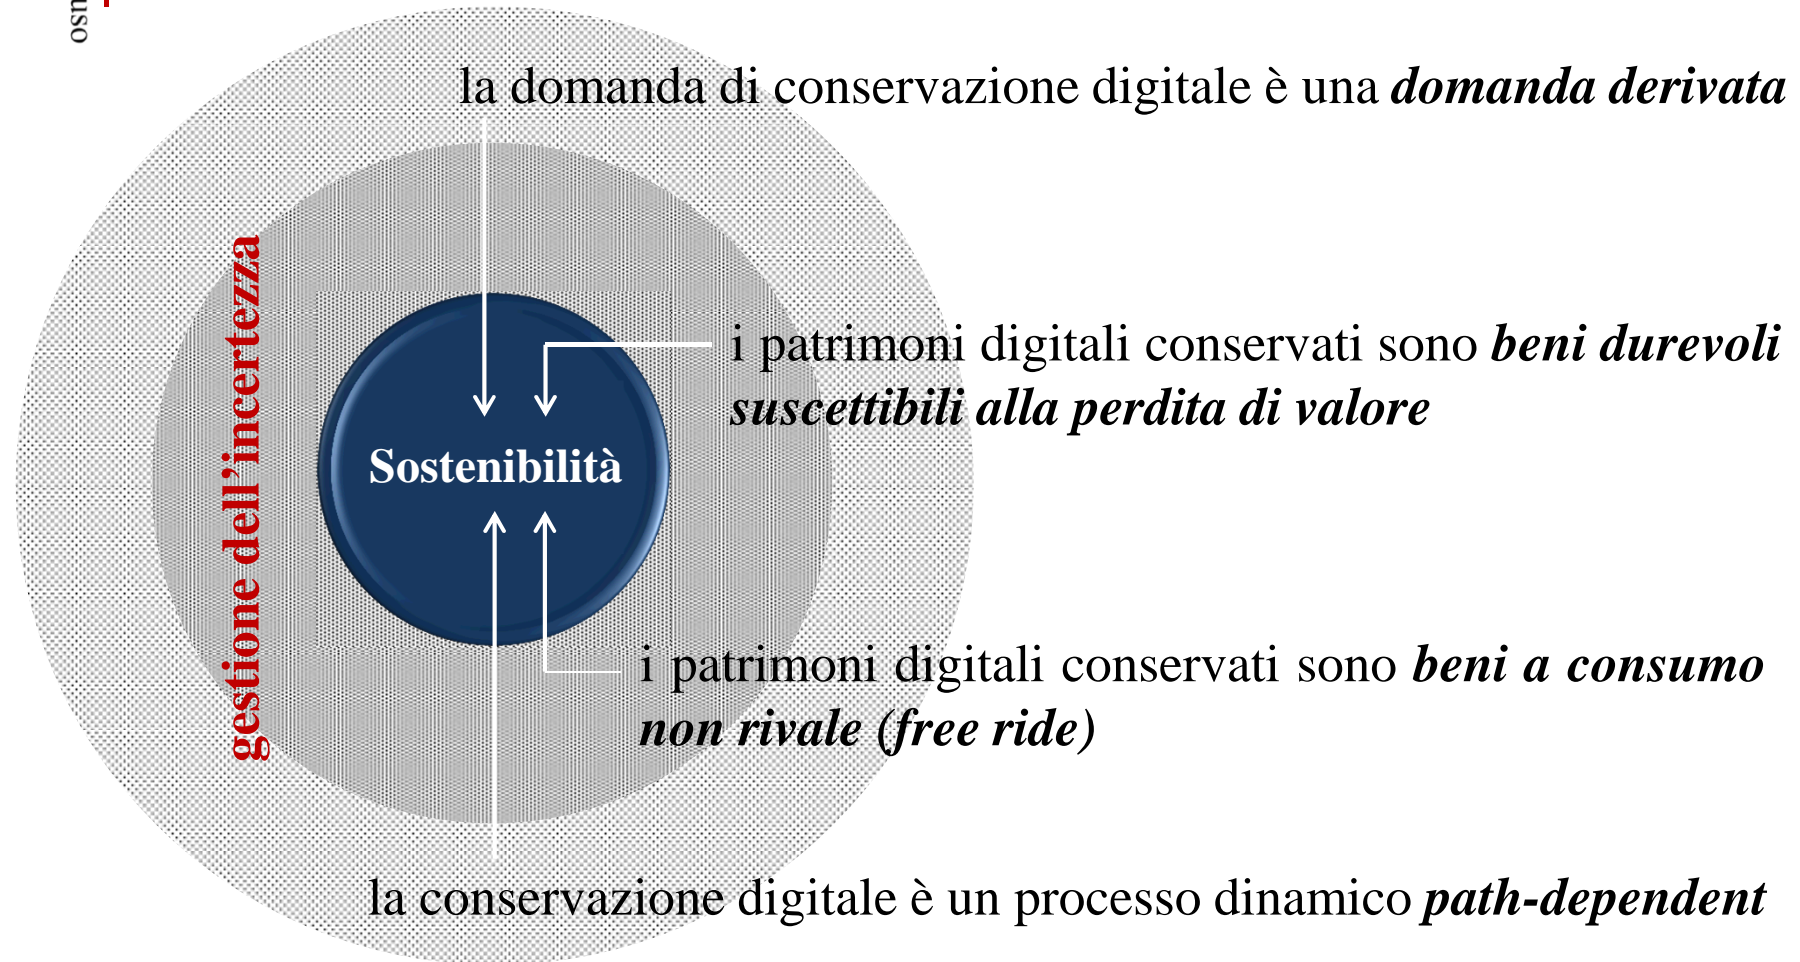 uso
la domanda di conservazione digitale è una domanda derivata
gestione dell'incertezza
i patrimoni digitali conservati sono beni durevoli
suscettibili alla perdita di valore
Sostenibilità
i patrimoni digitali conservati sono beni a consumo
non rivale (free ride)
la conservazione digitale è un processo dinamico path-dependent